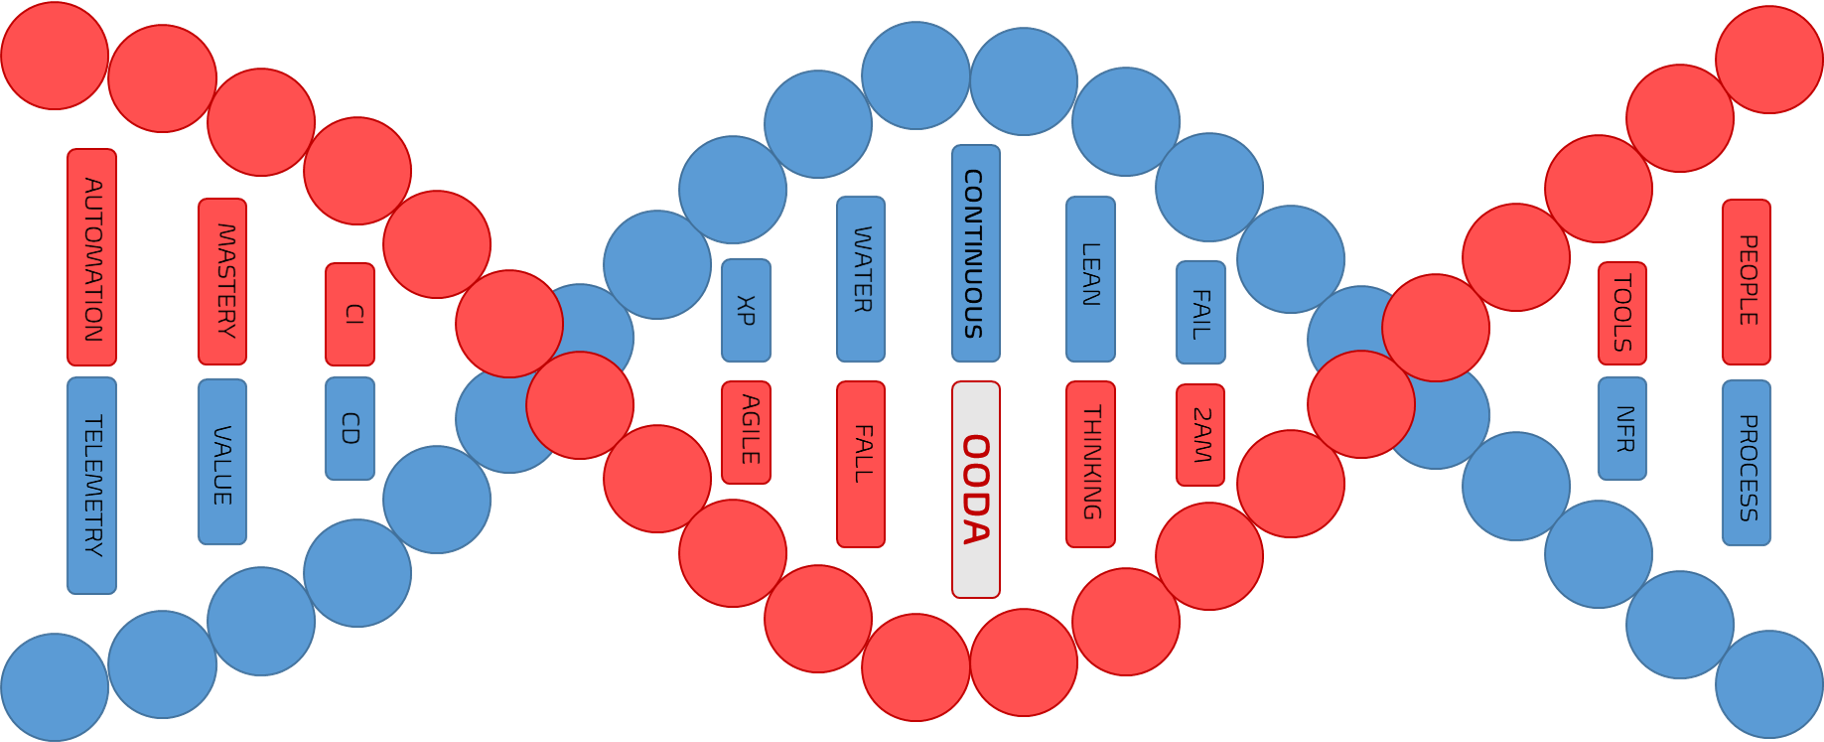 AUTOMATION
TELEMETRY
MASTERY
VALUE
CI
CD
XP
AGILE
WATER
FALL
CONTINUOUS
OODA
LEAN
THINKING
FAIL
2AM
TOOLS
NFR
PEOPLE
PROCESS